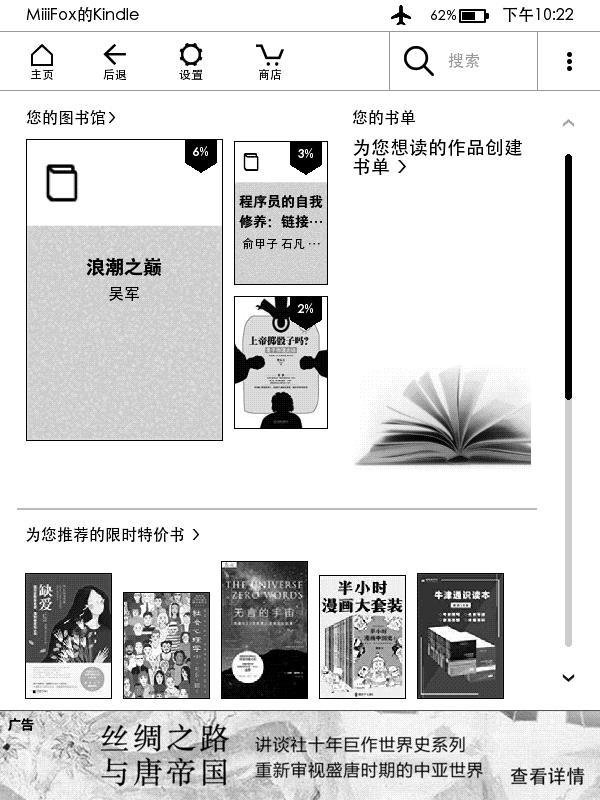 MiiiFox的Kindle
62%
下午10:22
主页
后退
设置
商店
搜索
您的图书馆
您的书单
6%
浪潮之巅
吴军
3%
程序员的自我
修养：链接…
俞甲子 石凡 …
2%
上帝掷骰子吗?
为您想读的作品创建
书单
为您推荐的限时特价书
缺爱
社会心理学
THE UNIVERSE
ZERO WORDS
无言的宇宙
半小时
漫画大套装
半小时
漫画中国史
牛津通识读本
广告
丝绸之路
与唐帝国
讲谈社十年巨作世界史系列
重新审视盛唐时期的中亚世界
查看详情